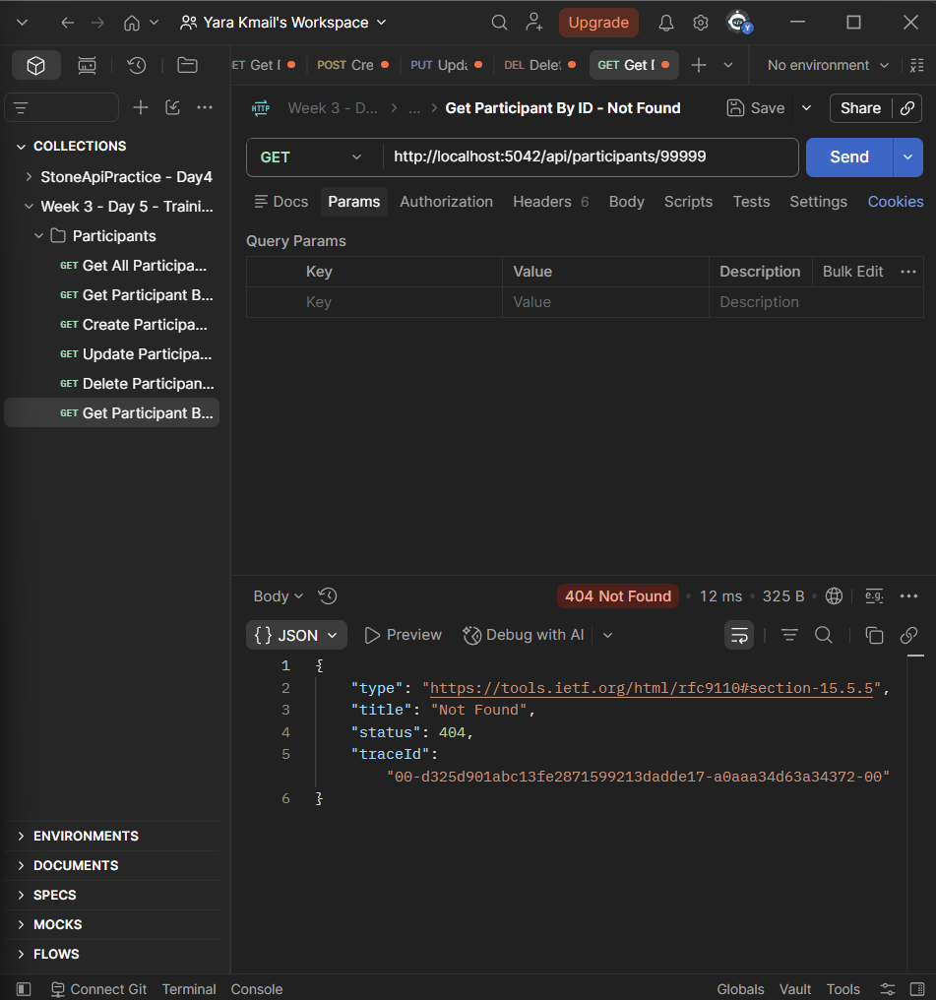 Yara Kmail's Workspace
Upgrade
Y
ET Get
POST Cre
PUT Upd
DEL Dele
GET Get
No environment
HTTP Week 3 - D... > ... > Get Participant By ID - Not Found
Save
Share
COLLECTIONS
StoneApiPractice - Day4
Week 3 - Day 5 - Traini...
Participants
GET Get All Participa...
GET Get Participant B...
GET Create Participa...
GET Update Participa...
GET Delete Participan...
GET Get Participant B...
GET
http://localhost:5042/api/participants/99999
Send
Docs
Params
Authorization
Headers 6
Body
Scripts
Tests
Settings
Cookies
Query Params
Key
Value
Description
Bulk Edit
Key
Value
Description
Body
404 Not Found
12 ms
325 B
e.g.
{} JSON
Preview
Debug with AI
1 {
2 "type": "https://tools.ietf.org/html/rfc9110#section-15.5.5",
3 "title": "Not Found",
4 "status": 404,
5 "traceId":
"00-d325d901abc13fe2871599213dadde17-a0aaa34d63a34372-00"
6 }
ENVIRONMENTS
DOCUMENTS
SPECS
MOCKS
FLOWS
Connect Git
Terminal
Console
Globals
Vault
Tools